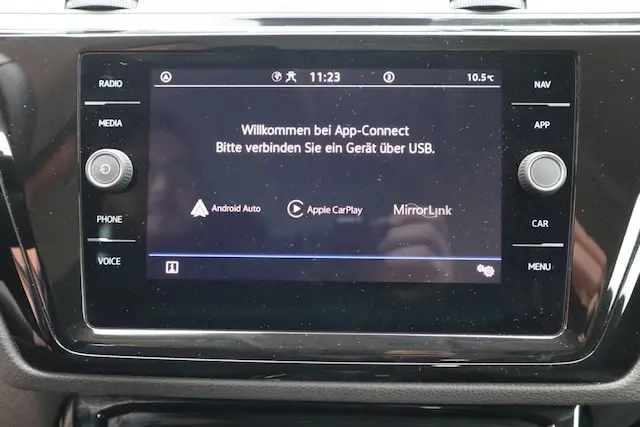 RADIO
MEDIA
PHONE
VOICE
11:23
10.5°C
Willkommen bei App-Connect
Bitte verbinden Sie ein Gerät über USB.
Android Auto
Apple CarPlay
MirrorLink
NAV
APP
CAR
MENU